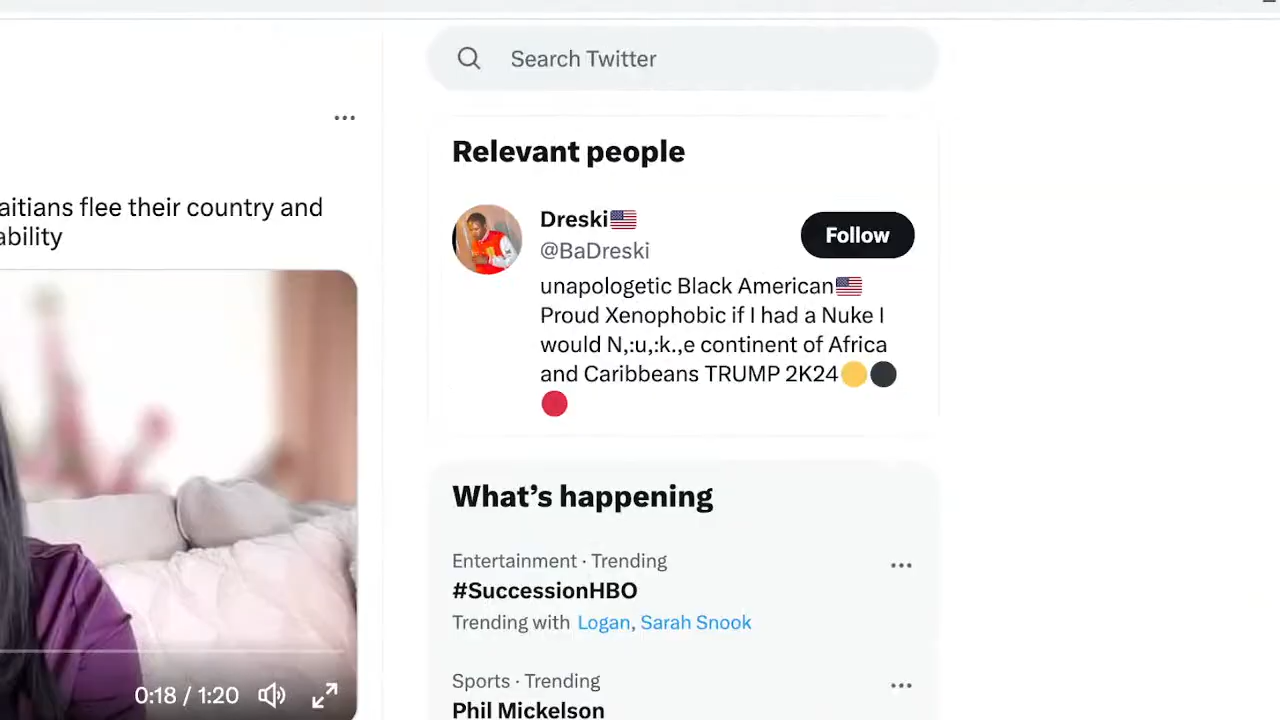 Search Twitter
aitians flee their country and
ability
0:18 / 1:20
Relevant people
Dreski🇺🇸
@BaDreski
Follow
unapologetic Black American🇺🇸
Proud Xenophobic if I had a Nuke I
would N,:u,:k.,e continent of Africa
and Caribbeans TRUMP 2K24🟡⚫
🔴
What's happening
Entertainment · Trending
#SuccessionHBO
Trending with Logan, Sarah Snook
Sports · Trending
Phil Mickelson